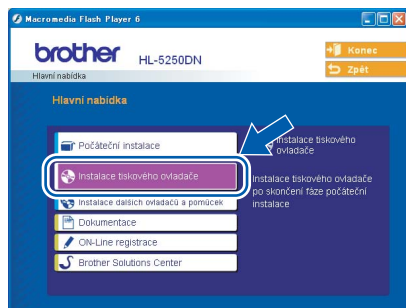 Macromedia Flash Player 6
brother HL-5250DN
Konec
Zpět
Hlavní nabídka
Hlavní nabídka
Počáteční instalace
Instalace tiskového ovladače
Instalace dalších ovladačů a pomůcek
Dokumentace
ON-Line registrace
Brother Solutions Center
Instalace tiskového
ovladače
Instalace tiskového ovladače
po skončení fáze počáteční
instalace